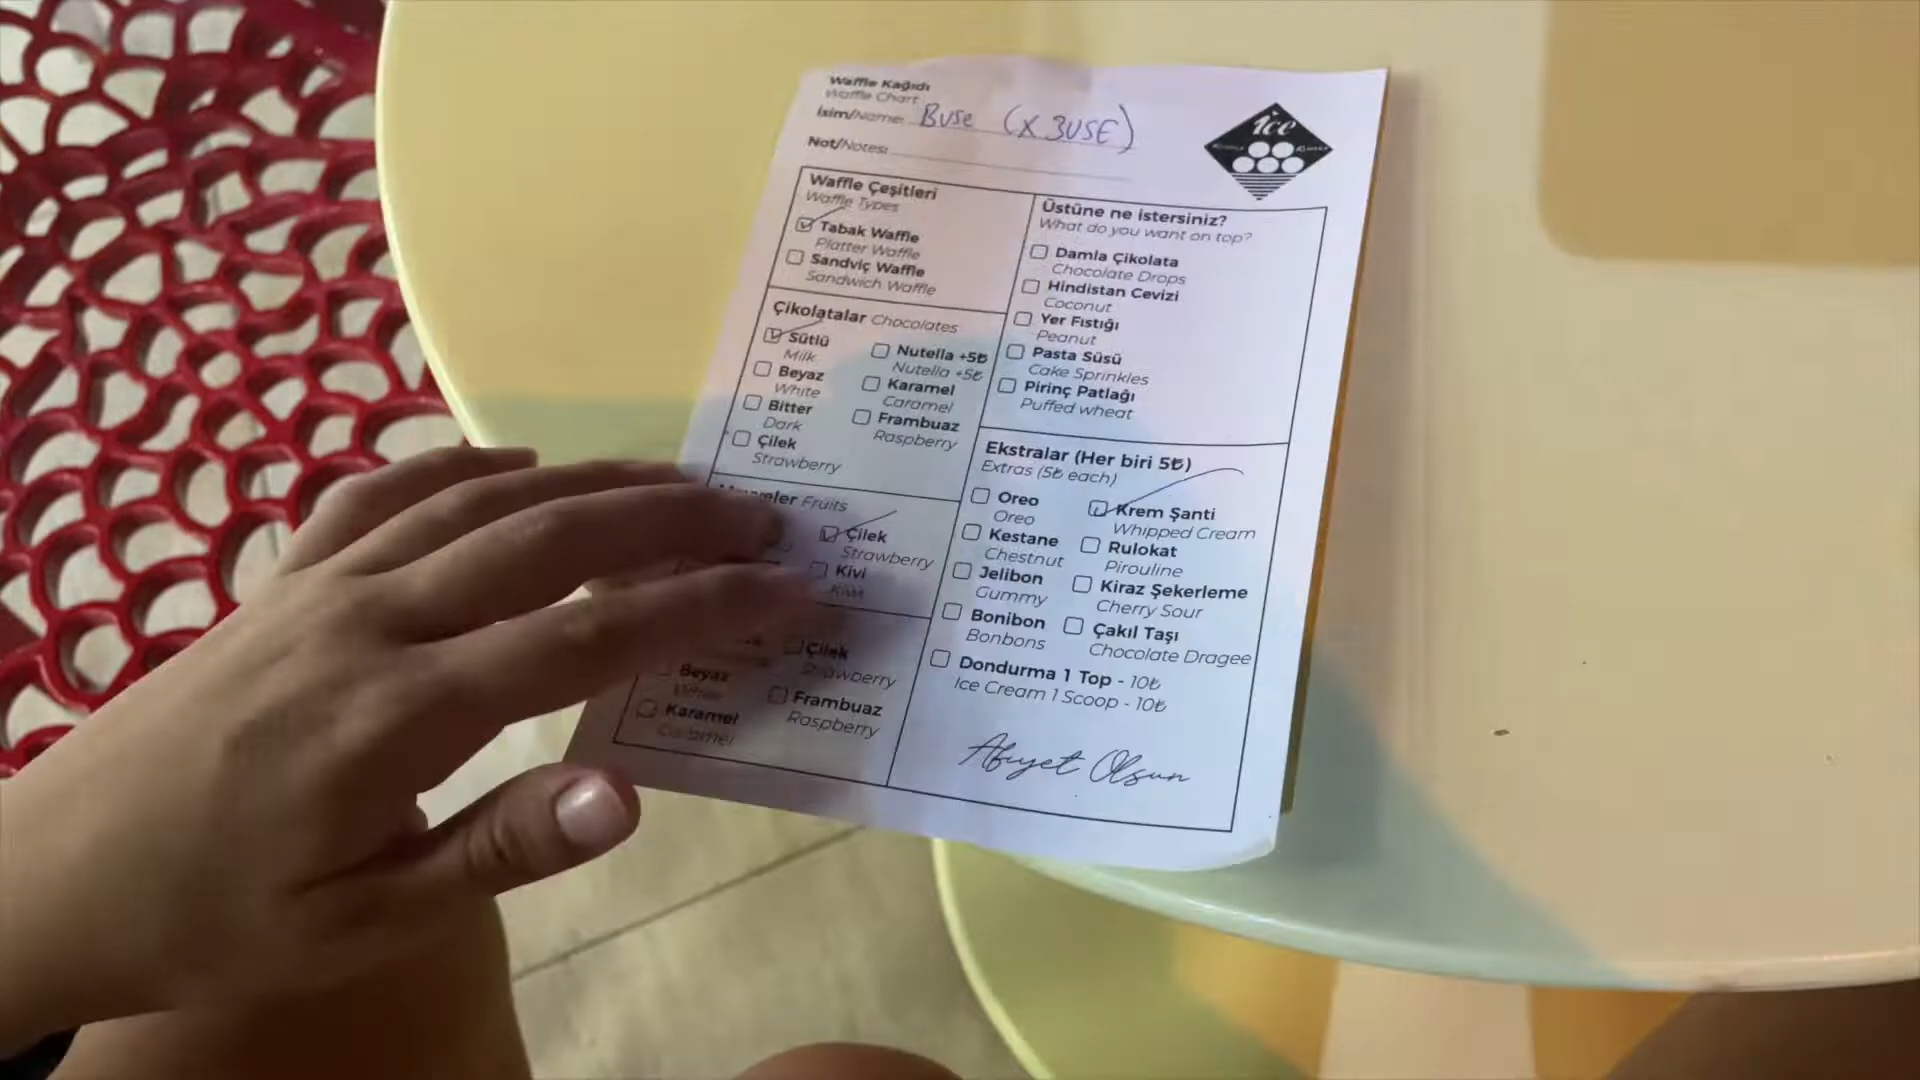 Waffle Kağıdı
Waffle Chart
İsim/Name: Buse (X 3USE)
Not/Notes:
ice
Waffle Çeşitleri
Waffle Types
Tabak Waffle
Platter Waffle
Sandviç Waffle
Sandwich Waffle
Çikolatalar Chocolates
Sütlü
Milk
Beyaz
White
Bitter
Dark
Çilek
Strawberry
Nutella +5₺
Nutella +5₺
Karamel
Caramel
Frambuaz
Raspberry
Fruits
Çilek
Strawberry
Kivi
Kiwi
Çilek
Strawberry
Beyaz
White
Frambuaz
Raspberry
Karamel
Caramel
Üstüne ne istersiniz?
What do you want on top?
Damla Çikolata
Chocolate Drops
Hindistan Cevizi
Coconut
Yer Fıstığı
Peanut
Pasta Süsü
Cake Sprinkles
Pirinç Patlağı
Puffed wheat
Ekstralar (Her biri 5₺)
Extras (5₺ each)
Oreo
Oreo
Kestane
Chestnut
Jelibon
Gummy
Bonibon
Bonbons
Krem Şanti
Whipped Cream
Rulokat
Pirouline
Kiraz Şekerleme
Cherry Sour
Çakıl Taşı
Chocolate Dragee
Dondurma 1 Top - 10₺
Ice Cream 1 Scoop - 10₺
Afiyet Olsun